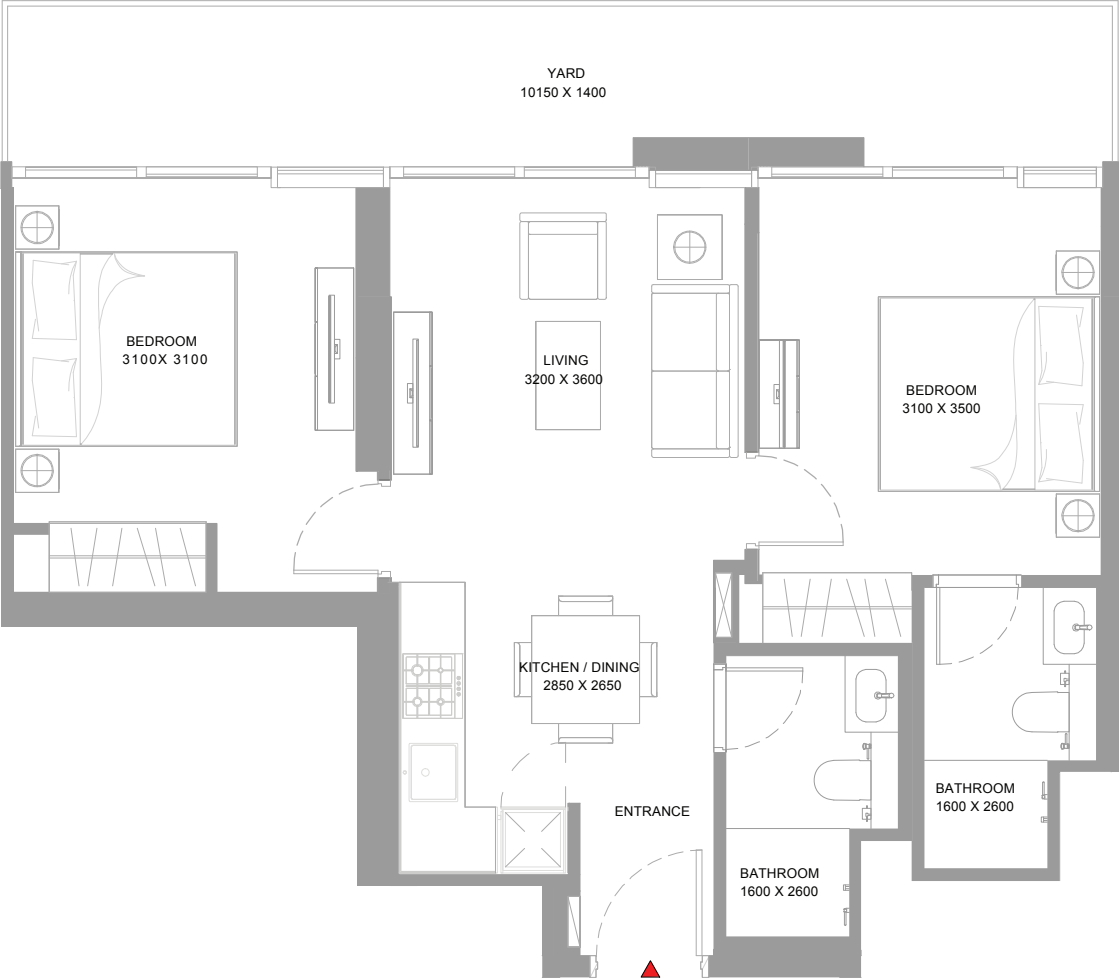 YARD
10150 X 1400
BEDROOM
3100X 3100
LIVING
3200 X 3600
BEDROOM
3100 X 3500
KITCHEN / DINING
2850 X 2650
ENTRANCE
BATHROOM
1600 X 2600
BATHROOM
1600 X 2600